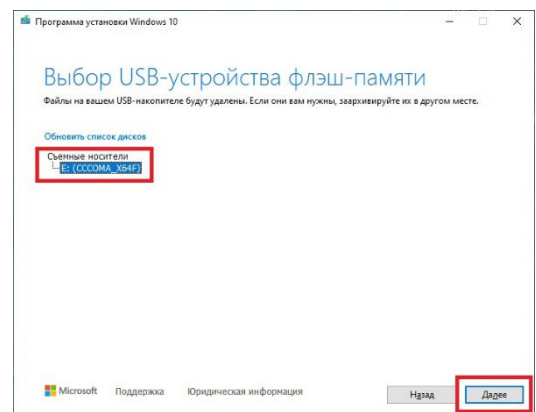 Программа установки Windows 10
Выбор USB-устройства флэш-памяти
Файлы на вашем USB-накопителе будут удалены. Если они вам нужны, заархивируйте их в другом месте.
Обновить список дисков
Съемные носители
E: (CCCOMA_X64F)
Microsoft Поддержка Юридическая информация Назад Далее